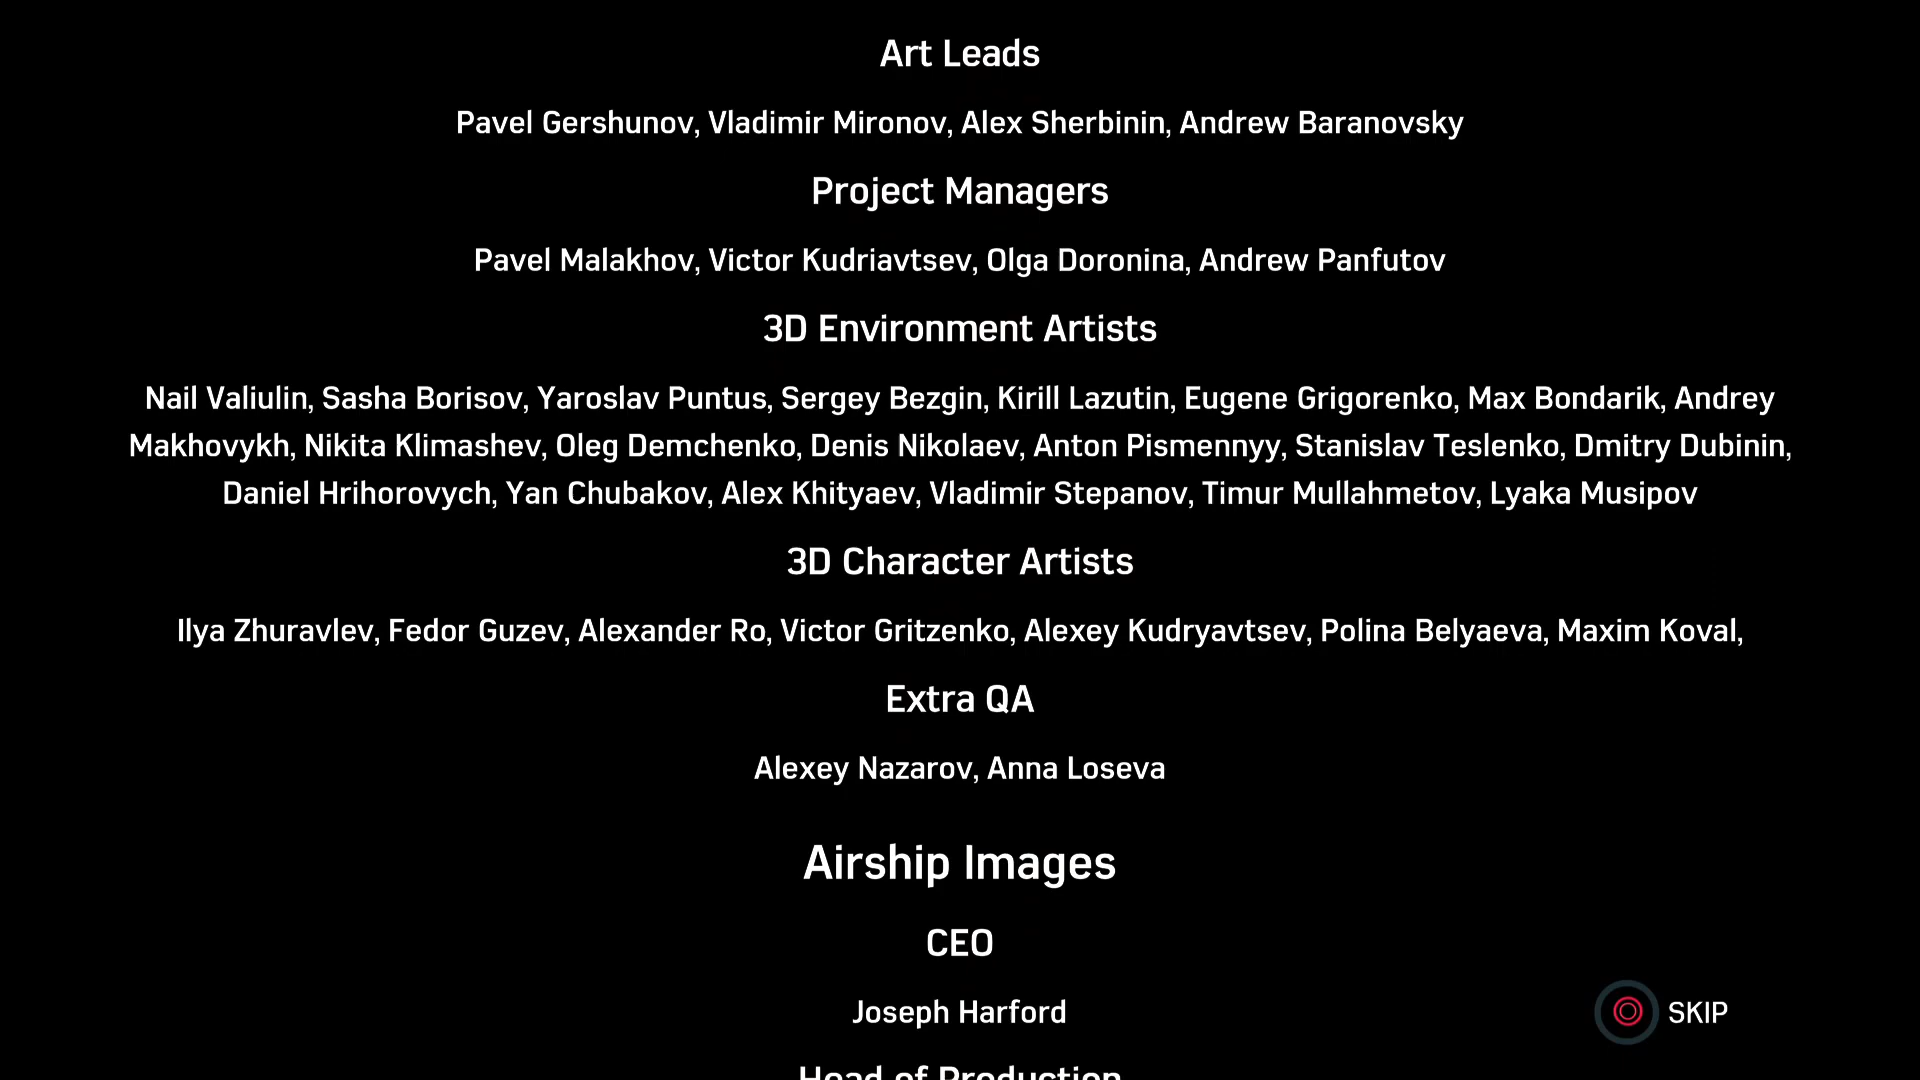 Art Leads
Pavel Gershunov, Vladimir Mironov, Alex Sherbinin, Andrew Baranovsky
Project Managers
Pavel Malakhov, Victor Kudriavtsev, Olga Doronina, Andrew Panfutov
3D Environment Artists
Nail Valiulin, Sasha Borisov, Yaroslav Puntus, Sergey Bezgin, Kirill Lazutin, Eugene Grigorenko, Max Bondarik, Andrey
Makhovykh, Nikita Klimashev, Oleg Demchenko, Denis Nikolaev, Anton Pismennyy, Stanislav Teslenko, Dmitry Dubinin,
Daniel Hrihorovych, Yan Chubakov, Alex Khityaev, Vladimir Stepanov, Timur Mullahmetov, Lyaka Musipov
3D Character Artists
Ilya Zhuravlev, Fedor Guzev, Alexander Ro, Victor Gritzenko, Alexey Kudryavtsev, Polina Belyaeva, Maxim Koval,
Extra QA
Alexey Nazarov, Anna Loseva
Airship Images
CEO
Joseph Harford
SKIP
Head of Production